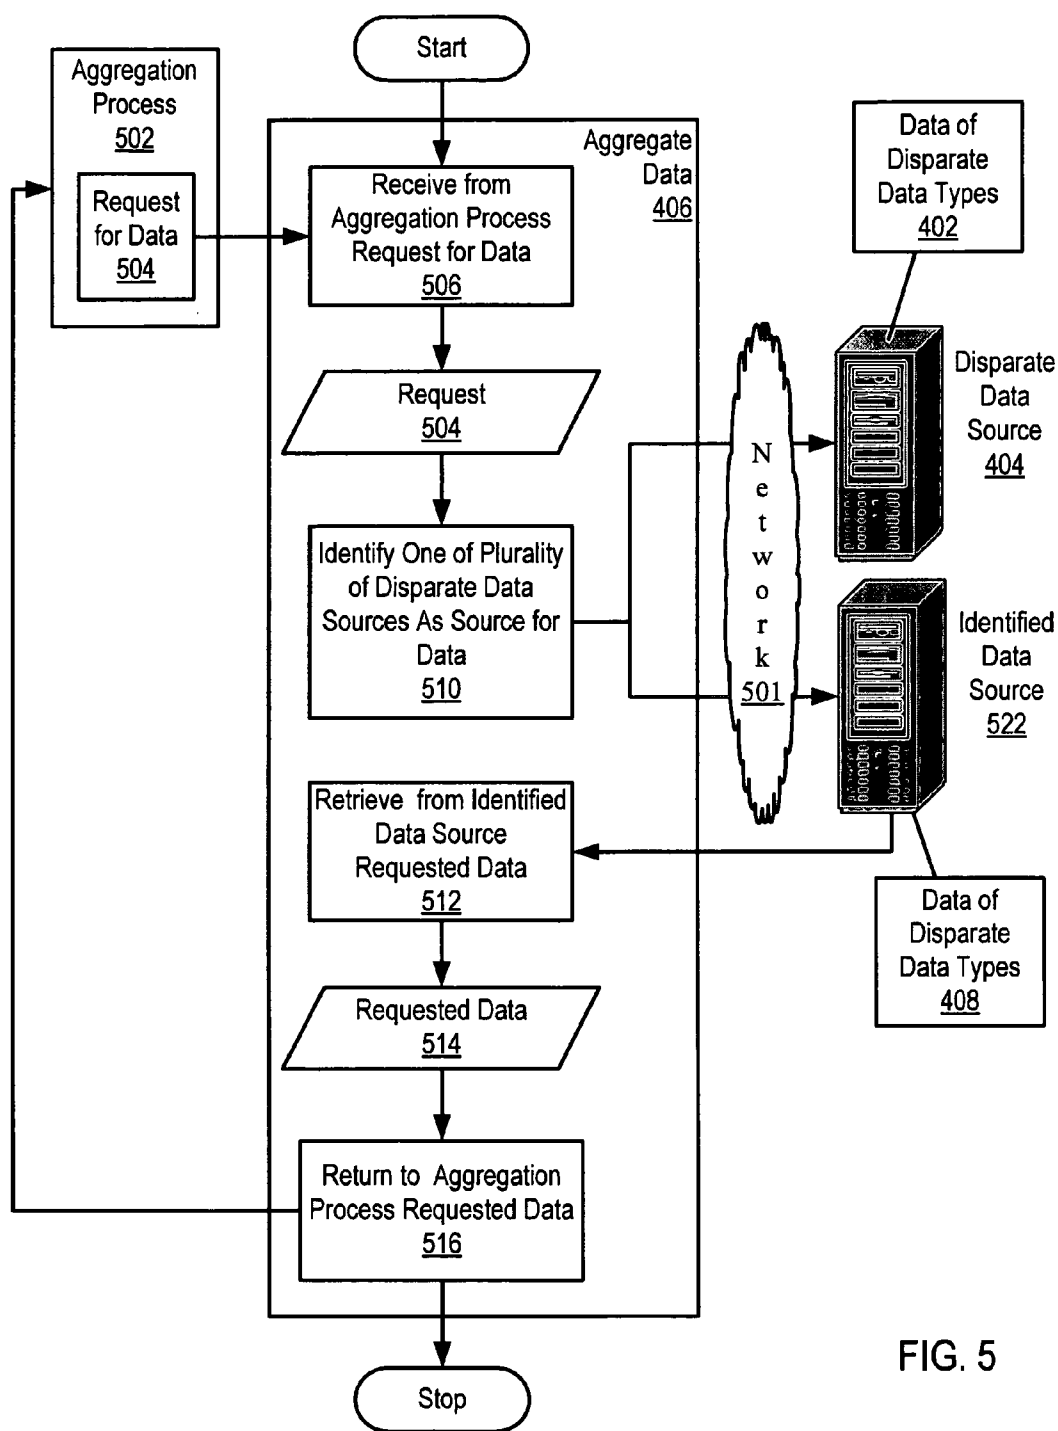 Start
Aggregation
Process
502
Request
for Data
504
Aggregate
Data
406
Receive from
Aggregation Process
Request for Data
506
Request
504
Identify One of Plurality
of Disparate Data
Sources As Source for
Data
510
Retrieve from Identified
Data Source
Requested Data
512
Requested Data
514
Return to Aggregation
Process Requested Data
516
Stop
Network
501
Data of
Disparate
Data Types
402
Disparate
Data
Source
404
Identified
Data
Source
522
Data of
Disparate
Data Types
408
FIG. 5